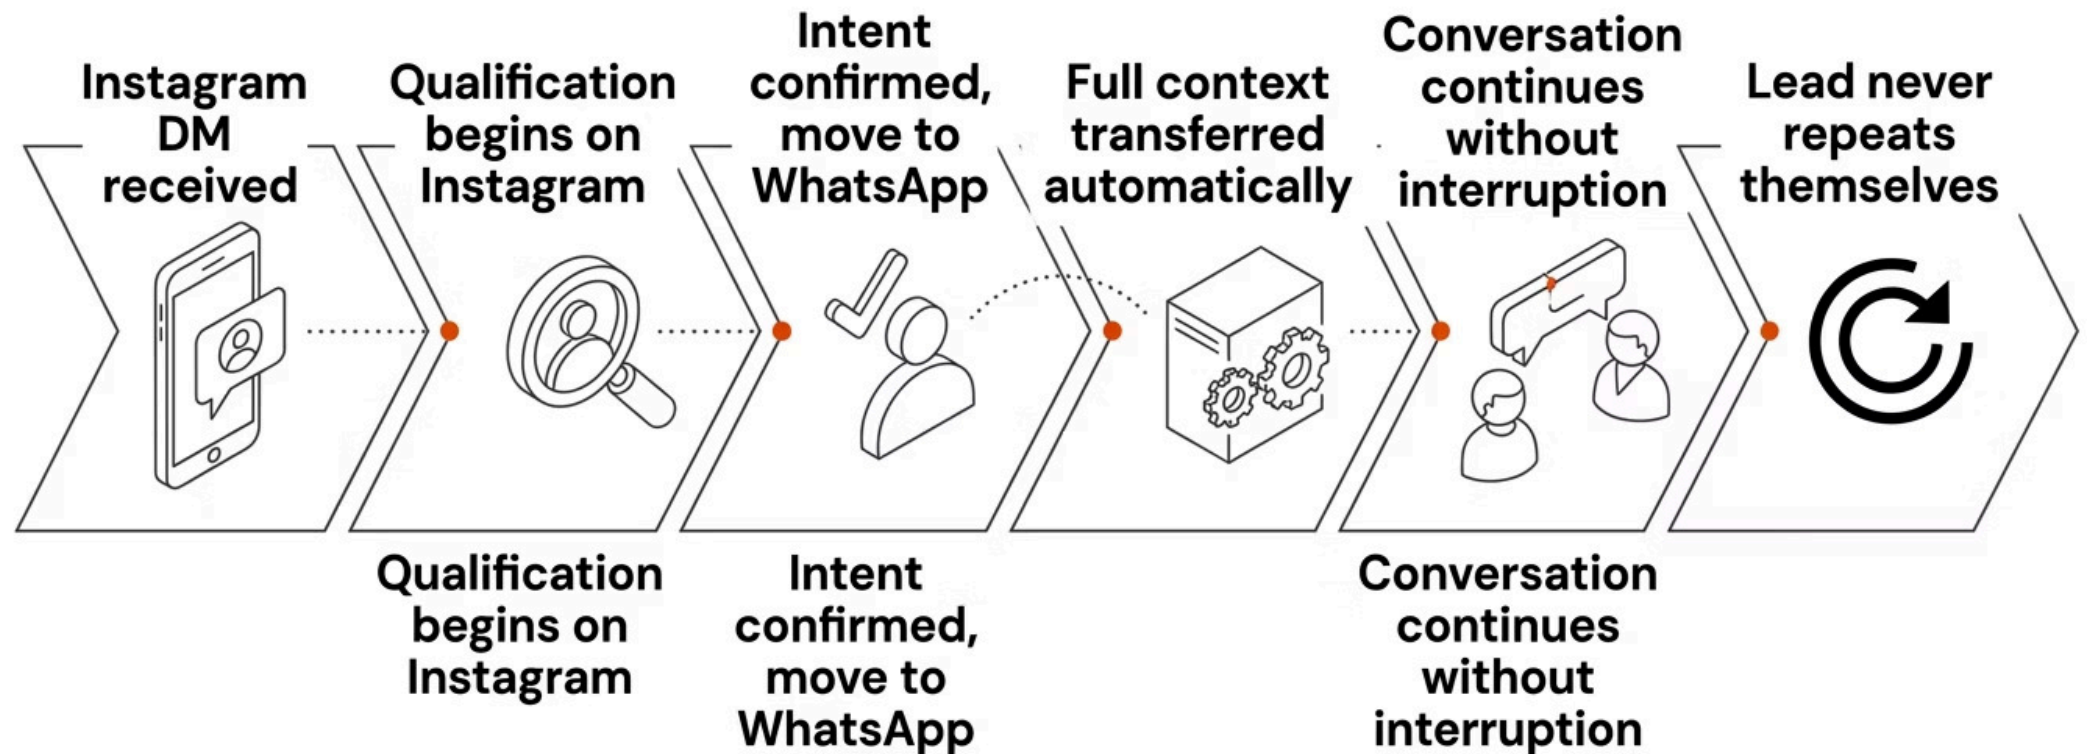 Instagram
DM
received
Qualification
begins on
Instagram
Intent
confirmed,
move to
WhatsApp
Full context
transferred
automatically
Conversation
continues
without
interruption
Lead never
repeats
themselves
Qualification
begins on
Instagram
Intent
confirmed,
move to
WhatsApp
Conversation
continues
without
interruption